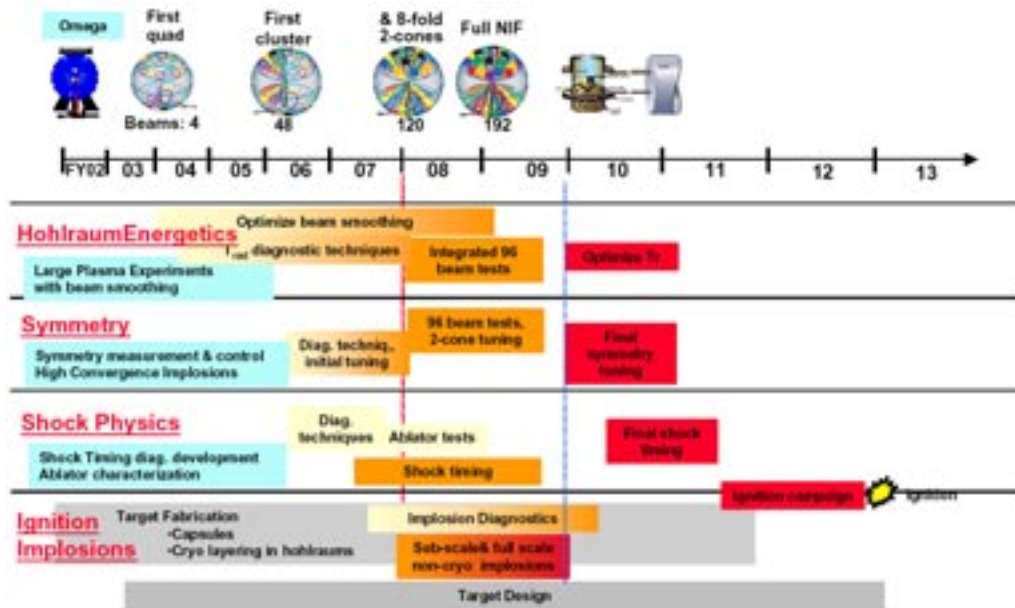 Omega
First
quad
First
cluster
& 8-fold
2-cones
Full NIF
Beams: 4
48
120
192
FY02
03
04
05
06
07
08
09
10
11
12
13
HohlraumEnergetics
Optimize beam smoothing
Trad diagnostic techniques
Integrated 96
beam tests
Optimize Tr
Large Plasma Experiments
with beam smoothing
Symmetry
96 beam tests,
2-cone tuning
Diag. techniq.,
initial tuning
Final
symmetry
tuning
Symmetry measurement & control
High Convergence Implosions
Shock Physics
Diag.
techniques
Ablator tests
Final shock
timing
Shock Timing diag. development
Ablator characterization
Shock timing
Ignition campaign
Ignition
Ignition
Implosions
Target Fabrication
•Capsules
•Cryo layering in hohlraums
Implosion Diagnostics
Sub-scale& full scale
non-cryo implosions
Target Design